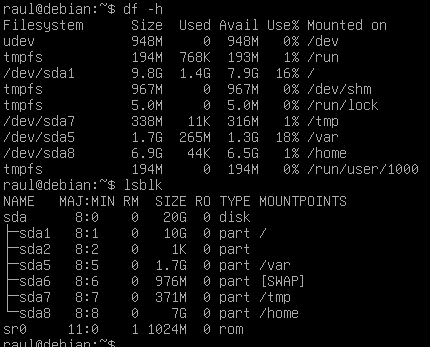 raul@debian:~$ df -h
Filesystem      Size  Used Avail Use% Mounted on
udev            948M     0  948M   0% /dev
tmpfs           194M  768K  193M   1% /run
/dev/sda1       9.8G  1.4G  7.9G  16% /
tmpfs           967M     0  967M   0% /dev/shm
tmpfs           5.0M     0  5.0M   0% /run/lock
/dev/sda7       338M   11K  316M   1% /tmp
/dev/sda5       1.7G  265M  1.3G  18% /var
/dev/sda8       6.9G   44K  6.5G   1% /home
tmpfs           194M     0  194M   0% /run/user/1000
raul@debian:~$ lsblk
NAME   MAJ:MIN RM  SIZE RO TYPE MOUNTPOINTS
sda      8:0    0   20G  0 disk
├─sda1   8:1    0   10G  0 part /
├─sda2   8:2    0    1K  0 part
├─sda5   8:5    0  1.7G  0 part /var
├─sda6   8:6    0  976M  0 part [SWAP]
├─sda7   8:7    0  371M  0 part /tmp
└─sda8   8:8    0    7G  0 part /home
sr0     11:0    1 1024M  0 rom
raul@debian:~$